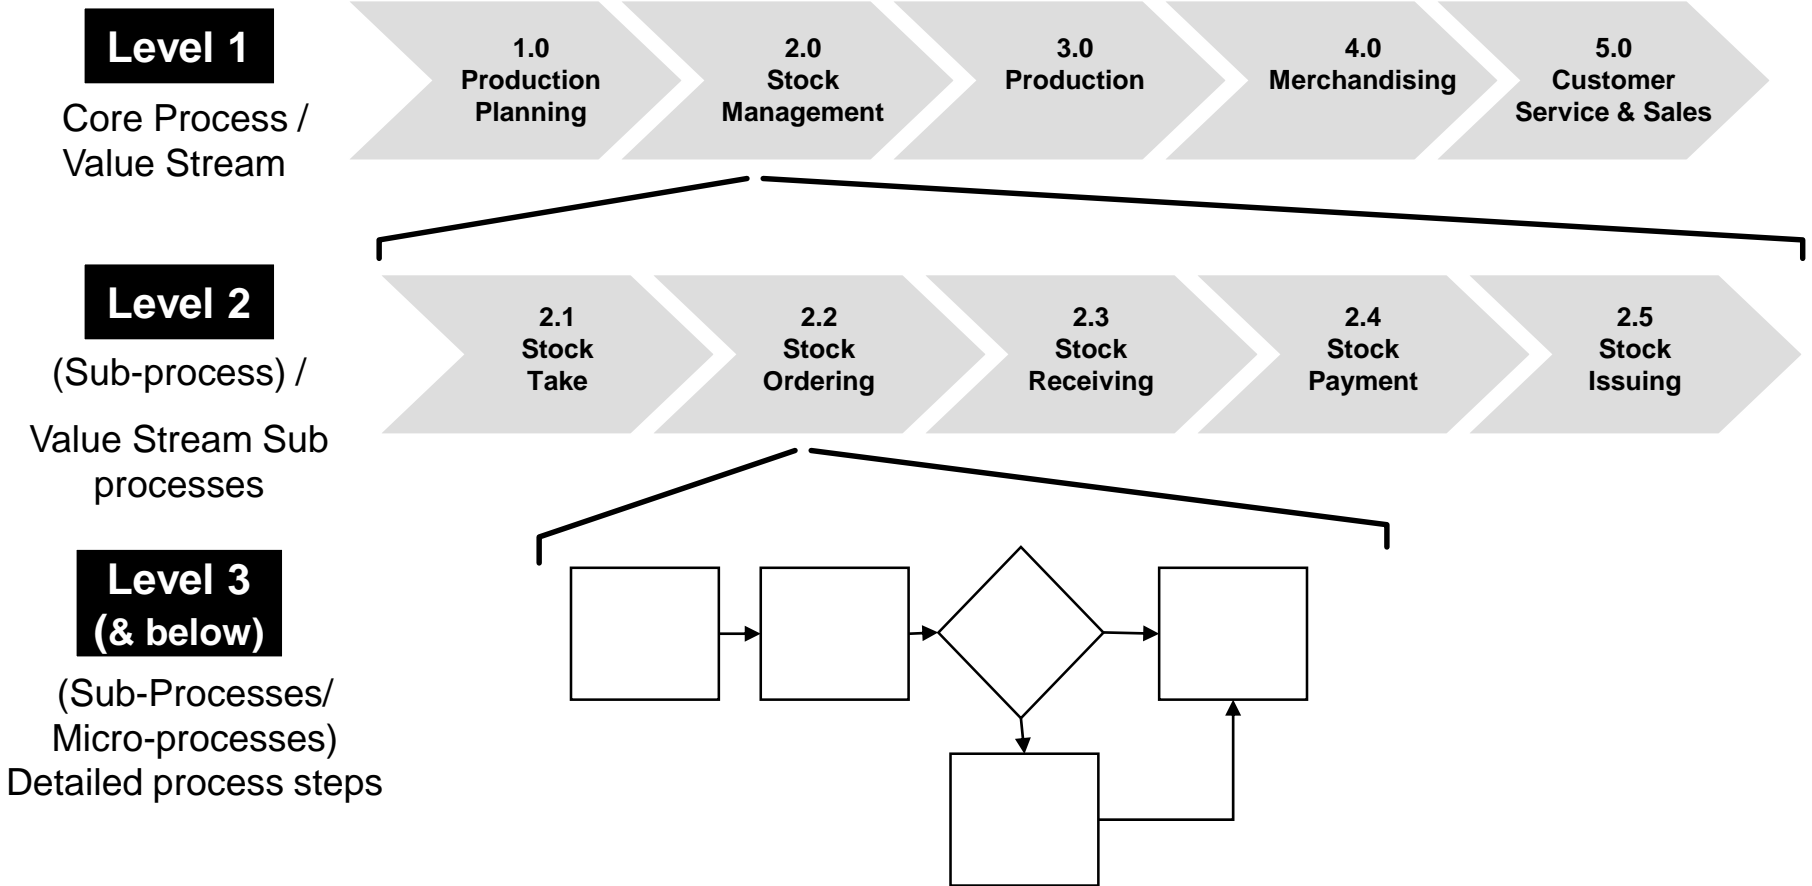 Level 1
Core Process /
Value Stream
1.0
Production
Planning
2.0
Stock
Management
3.0
Production
4.0
Merchandising
5.0
Customer
Service & Sales
Level 2
(Sub-process) /
Value Stream Sub
processes
2.1
Stock
Take
2.2
Stock
Ordering
2.3
Stock
Receiving
2.4
Stock
Payment
2.5
Stock
Issuing
Level 3
(& below)
(Sub-Processes/
Micro-processes)
Detailed process steps